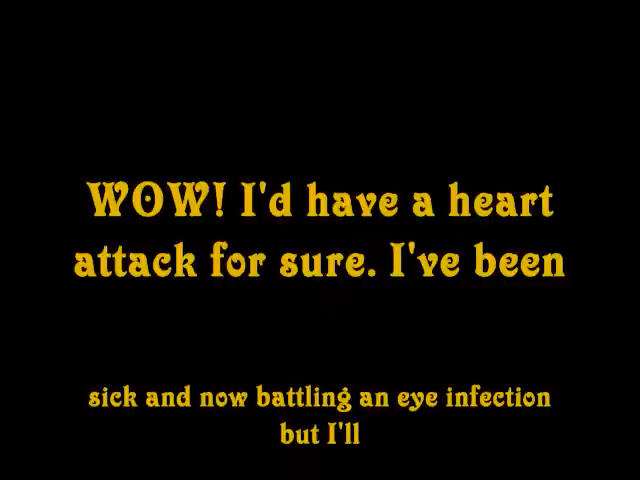 WOW! I'd have a heart
attack for sure. I've been
sick and now battling an eye infection
but I'll